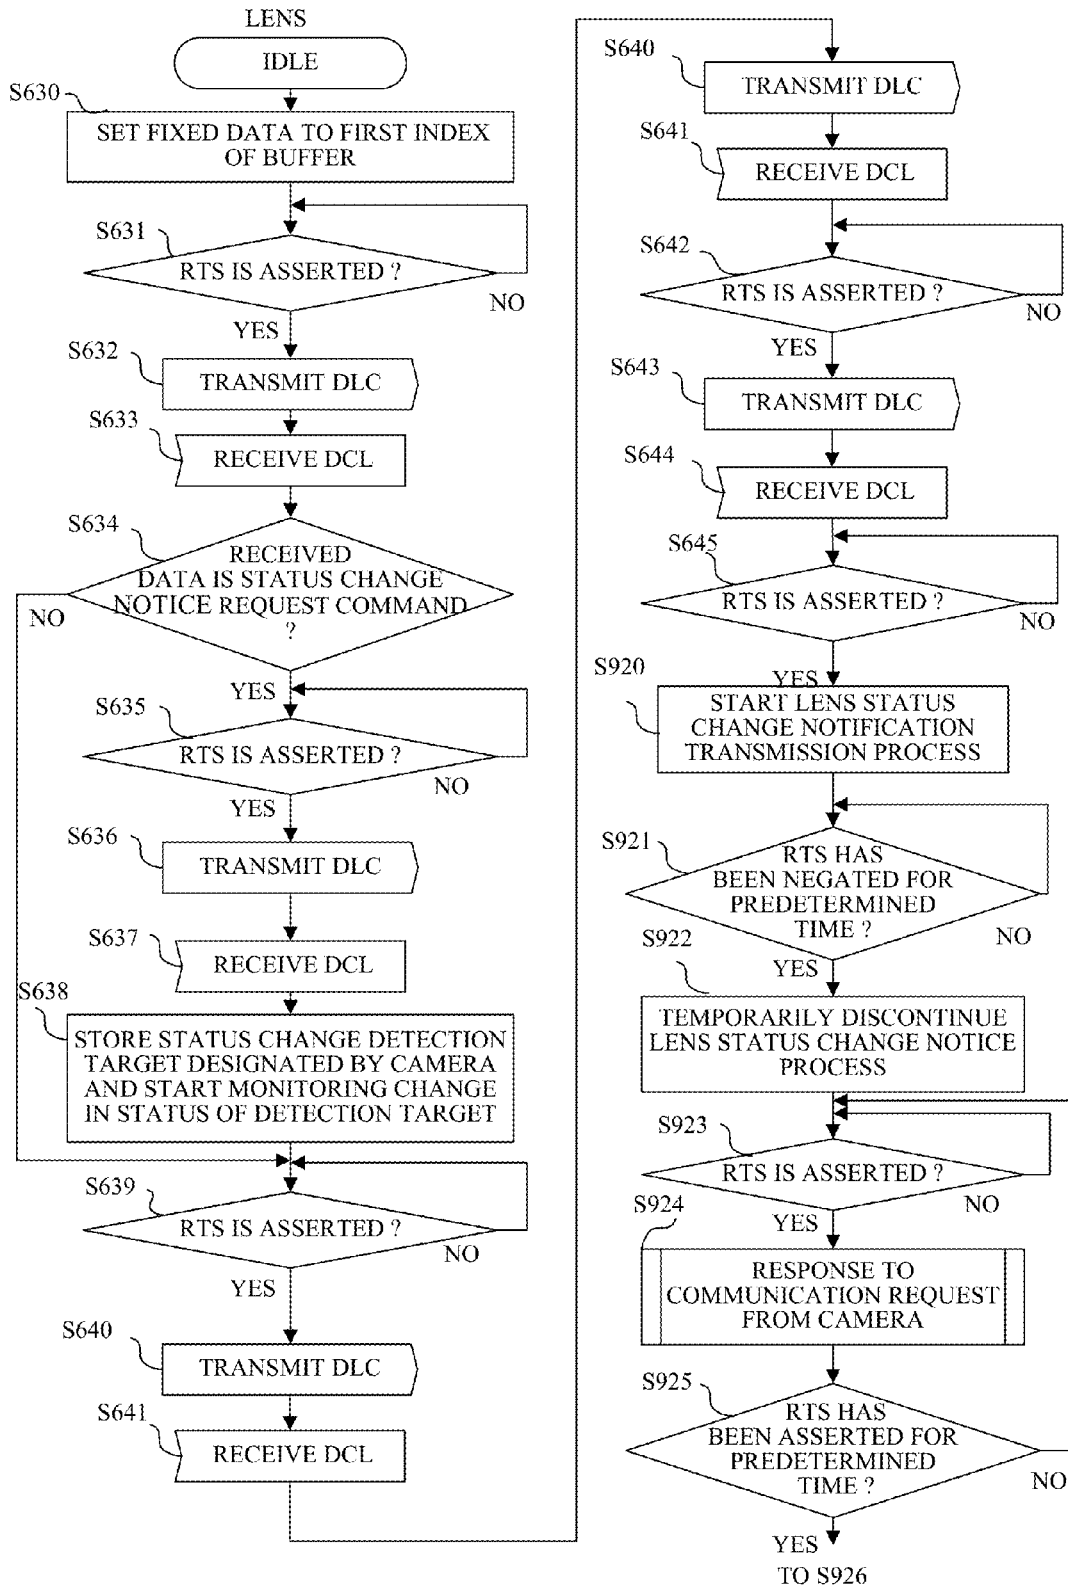 LENS
IDLE
S630
SET FIXED DATA TO FIRST INDEX
OF BUFFER
S631
RTS IS ASSERTED ?
NO
YES
S632
TRANSMIT DLC
S633
RECEIVE DCL
S634
RECEIVED
DATA IS STATUS CHANGE
NOTICE REQUEST COMMAND
?
NO
YES
S635
RTS IS ASSERTED ?
NO
YES
S636
TRANSMIT DLC
S637
RECEIVE DCL
S638
STORE STATUS CHANGE DETECTION
TARGET DESIGNATED BY CAMERA
AND START MONITORING CHANGE
IN STATUS OF DETECTION TARGET
S639
RTS IS ASSERTED ?
NO
YES
S640
TRANSMIT DLC
S641
RECEIVE DCL
S640
TRANSMIT DLC
S641
RECEIVE DCL
S642
RTS IS ASSERTED ?
NO
YES
S643
TRANSMIT DLC
S644
RECEIVE DCL
S645
RTS IS ASSERTED ?
NO
YES
S920
START LENS STATUS
CHANGE NOTIFICATION
TRANSMISSION PROCESS
S921
RTS HAS
BEEN NEGATED FOR
PREDETERMINED
TIME ?
NO
S922
YES
TEMPORARILY DISCONTINUE
LENS STATUS CHANGE NOTICE
PROCESS
S923
RTS IS ASSERTED ?
NO
S924
YES
RESPONSE TO
COMMUNICATION REQUEST
FROM CAMERA
S925
RTS HAS
BEEN ASSERTED FOR
PREDETERMINED
TIME ?
NO
YES
TO S926